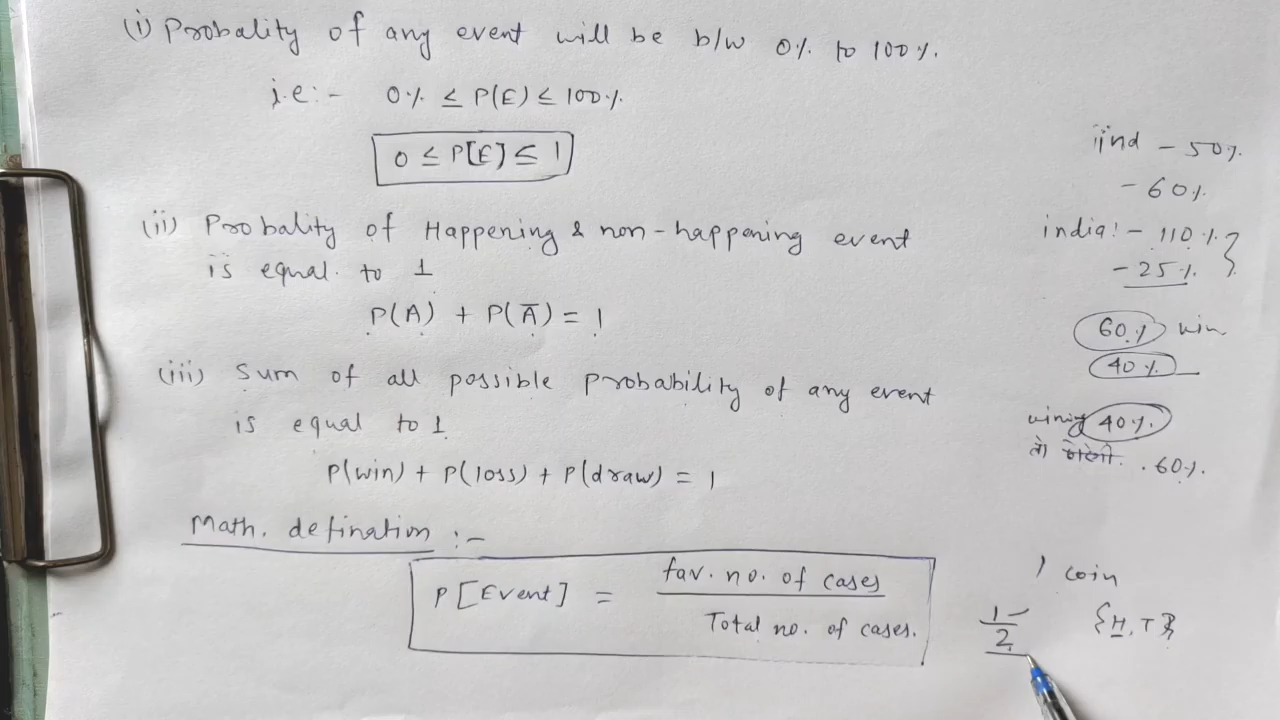 (i) Probality of any event will be b/w 0% to 100%.
i.e:- 0% ≤ P(E) ≤ 100%
0 ≤ P[E] ≤ 1
(ii) Probality of Happening & non-happening event
is equal to 1
P(A) + P(Ā) = 1
(iii) Sum of all possible probability of any event
is equal to 1
P(win) + P(loss) + P(draw) = 1
Math. defination :-
P[Event] = fav. no. of cases
Total no. of cases.
iind - 50%
- 60%
india:- 110%
- 25%
60% win
40%
wining 40%.
तो 60%.
1 coin
1
2
{H, T}